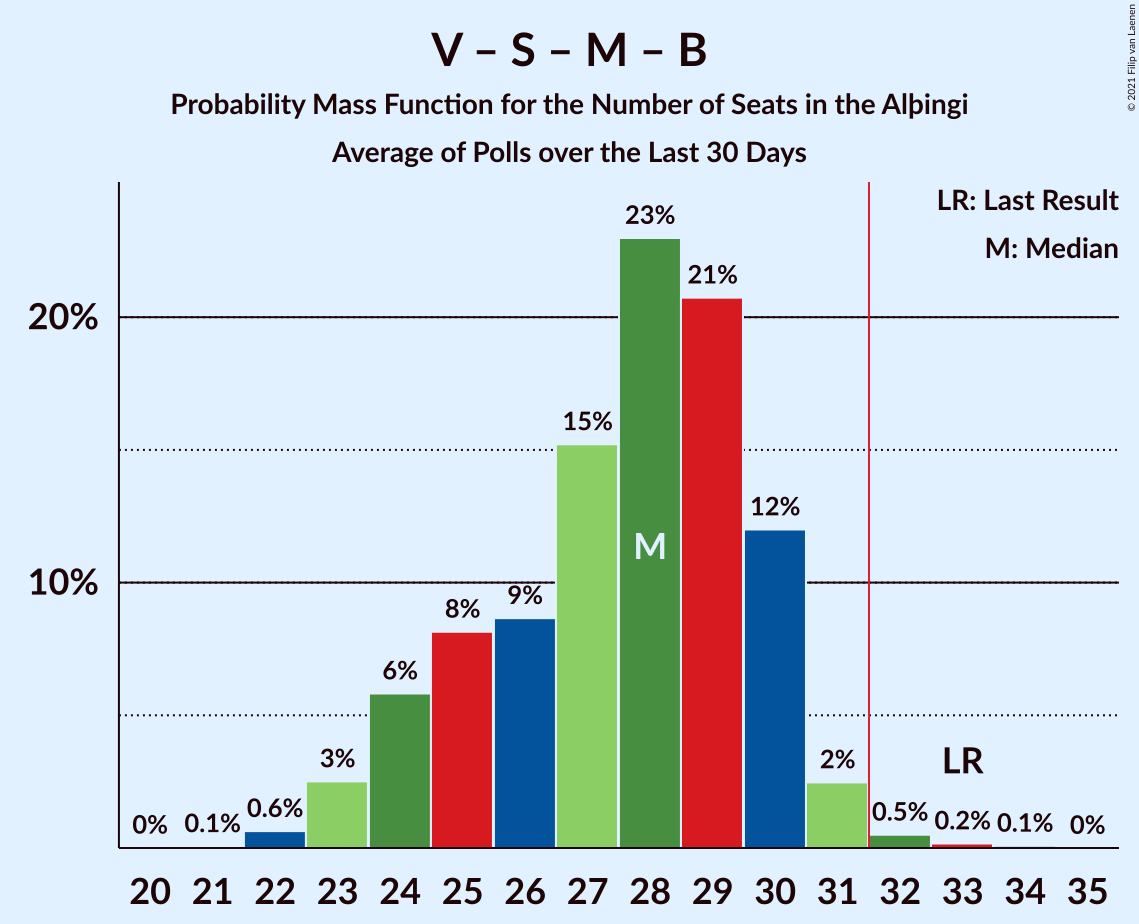 V – S – M – B
Probability Mass Function for the Number of Seats in the Alþingi
Average of Polls over the Last 30 Days
© 2021 Filip van Laenen
LR: Last Result
M: Median
20%
10%
0%
0.1%
0.6%
3%
6%
8%
9%
15%
23%
21%
12%
2%
0.5%
0.2%
0.1%
0%
M
LR
20 21 22 23 24 25 26 27 28 29 30 31 32 33 34 35